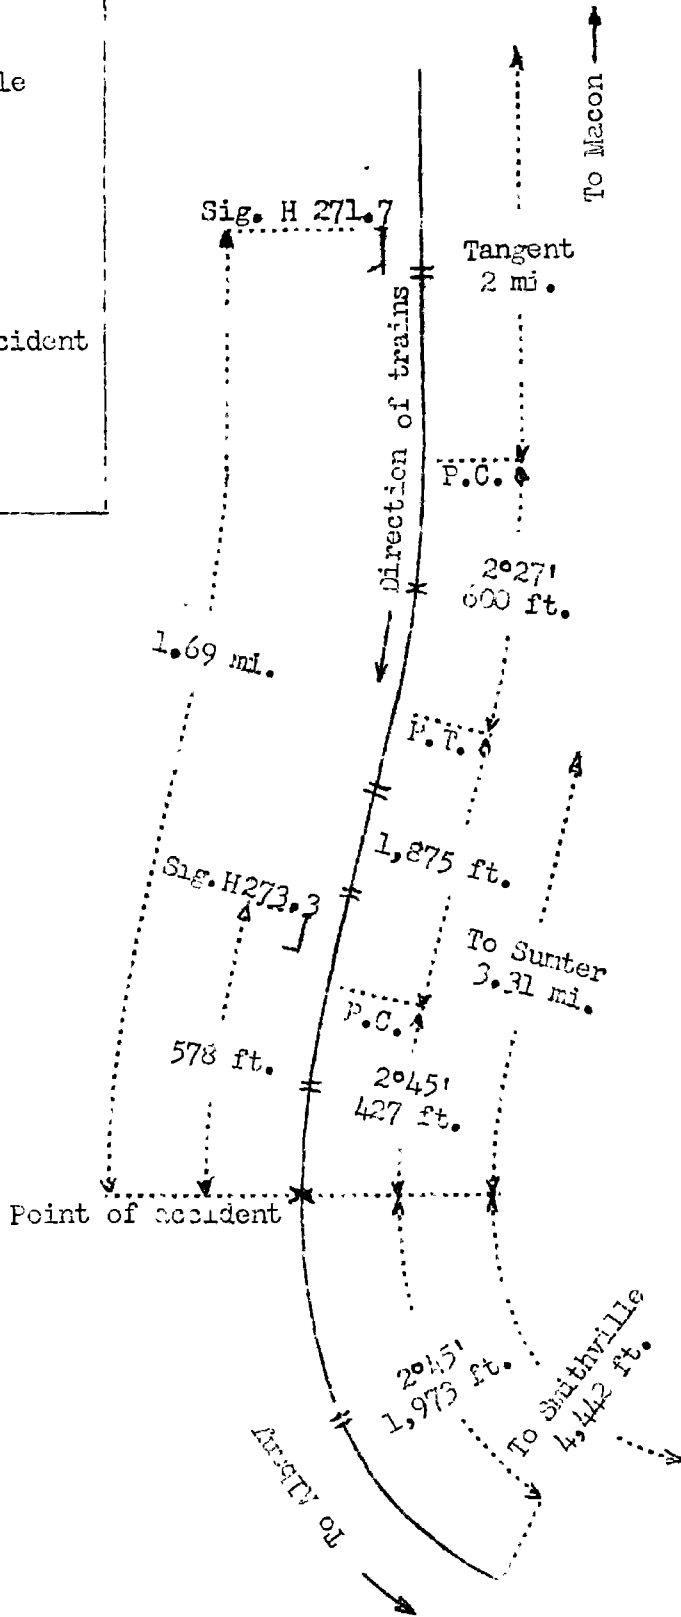 le
To Macon
Sig. H 271.7
Tangent
2 mi.
cident
Direction of trains
P.C.
2°27'
600 ft.
1.69 mi.
P.T.
1,875 ft.
Sig. H 273.3
To Sumter
3.31 mi.
P.C.
578 ft.
2°45'
427 ft.
Point of accident
2°45'
1,973 ft.
To Smithville
4,442 ft.
To Albany